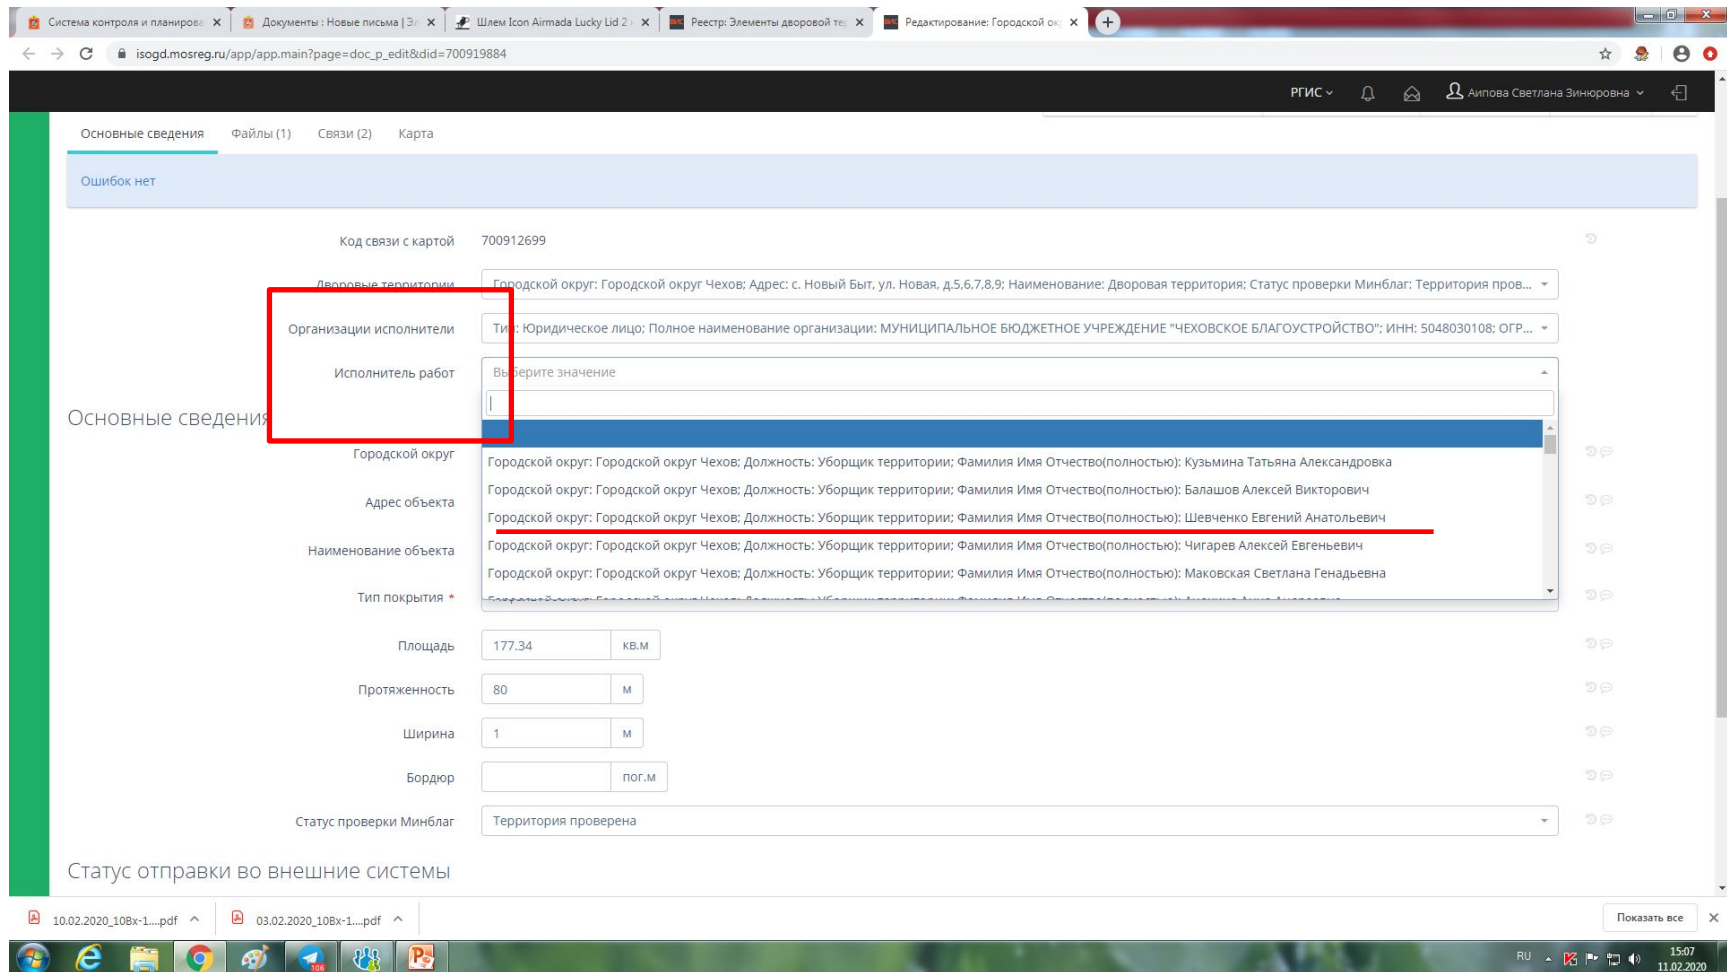 Система контроля и планирова
Документы : Новые письма | Эл
Шлем Icon Airmada Lucky Lid 2
Реестр: Элементы дворовой те
Редактирование: Городской ок
isogd.mosreg.ru/app/app.main?page=doc_p_edit&did=700919884
РГИС
Аипова Светлана Зинюровна
Основные сведения Файлы (1) Связи (2) Карта
Ошибок нет
Код связи с картой 700912699
Дворовые территории Городской округ: Городской округ Чехов; Адрес: с. Новый Быт, ул. Новая, д.5,6,7,8,9; Наименование: Дворовая территория; Статус проверки Минблаг: Территория пров...
Организации исполнители Тип: Юридическое лицо; Полное наименование организации: МУНИЦИПАЛЬНОЕ БЮДЖЕТНОЕ УЧРЕЖДЕНИЕ "ЧЕХОВСКОЕ БЛАГОУСТРОЙСТВО"; ИНН: 5048030108; ОГР...
Исполнитель работ Выберите значение
Основные сведения
Городской округ
Городской округ: Городской округ Чехов; Должность: Уборщик территории; Фамилия Имя Отчество(полностью): Кузьмина Татьяна Александровка
Городской округ: Городской округ Чехов; Должность: Уборщик территории; Фамилия Имя Отчество(полностью): Балашов Алексей Викторович
Адрес объекта
Городской округ: Городской округ Чехов; Должность: Уборщик территории; Фамилия Имя Отчество(полностью): Шевченко Евгений Анатольевич
Наименование объекта
Городской округ: Городской округ Чехов; Должность: Уборщик территории; Фамилия Имя Отчество(полностью): Чигарев Алексей Евгеньевич
Городской округ: Городской округ Чехов; Должность: Уборщик территории; Фамилия Имя Отчество(полностью): Маковская Светлана Генадьевна
Тип покрытия *
Площадь 177.34 кв.м
Протяженность 80 м
Ширина 1 м
Бордюр пог.м
Статус проверки Минблаг Территория проверена
Статус отправки во внешние системы
10.02.2020_108х-1....pdf
03.02.2020_108х-1....pdf
Показать все
106
RU
15:07
11.02.2020